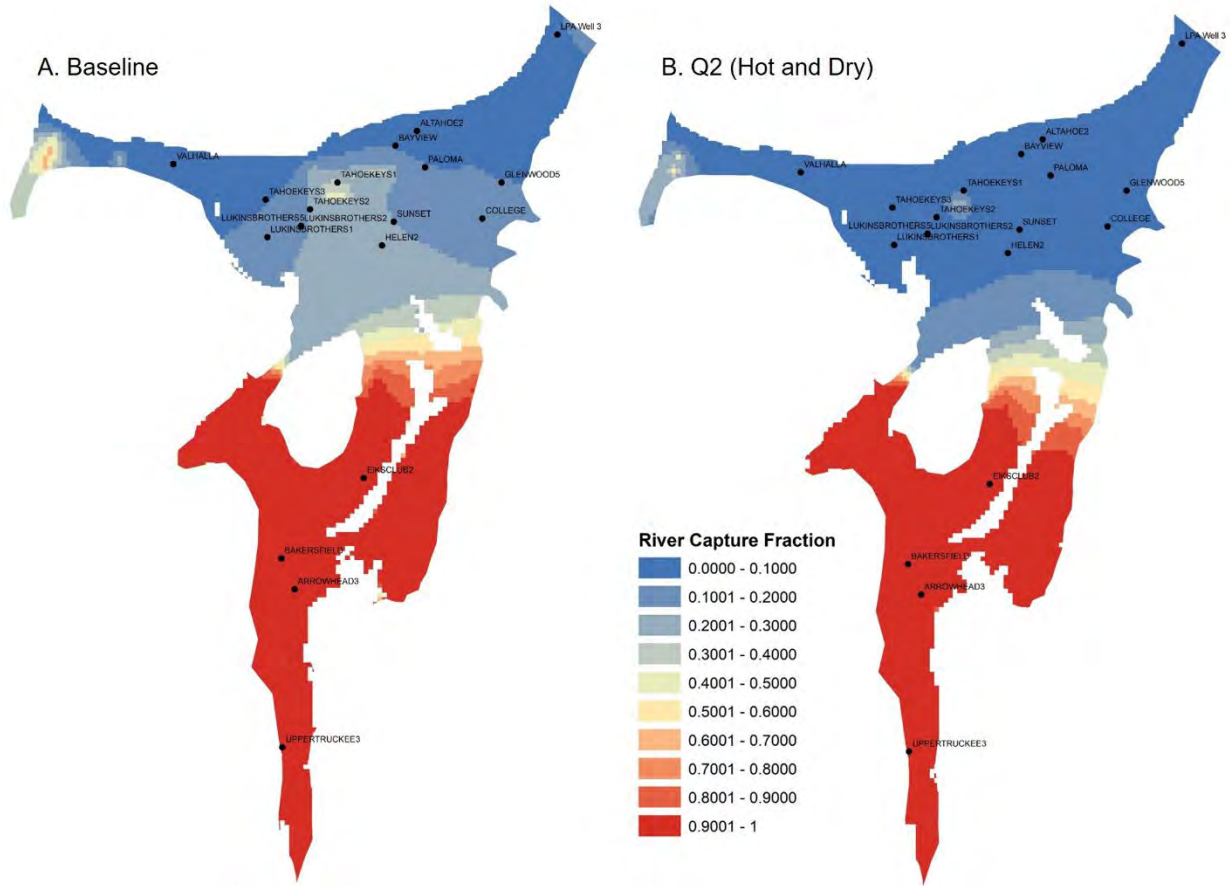 A. Baseline
LPA Well 3
ALTAHOE2
BAYVIEW
VALHALLA
PALOMA
TAHOEKEYS1
GLENWOOD5
TAHOEKEYS3
TAHOEKEYS2
LUKINSBROTHERS5LUKINSBROTHERS2
SUNSET
COLLEGE
LUKINSBROTHERS1
HELEN2
EIKSCLUB2
BAKERSFIELD
ARROWHEAD3
UPPERTRUCKEE3
B. Q2 (Hot and Dry)
LPA Well 3
ALTAHOE2
BAYVIEW
VALHALLA
PALOMA
TAHOEKEYS1
GLENWOOD5
TAHOEKEYS3
TAHOEKEYS2
LUKINSBROTHERS5LUKINSBROTHERS2
SUNSET
COLLEGE
LUKINSBROTHERS1
HELEN2
EIKSCLUB2
BAKERSFIELD
ARROWHEAD3
UPPERTRUCKEE3
River Capture Fraction
0.0000 - 0.1000
0.1001 - 0.2000
0.2001 - 0.3000
0.3001 - 0.4000
0.4001 - 0.5000
0.5001 - 0.6000
0.6001 - 0.7000
0.7001 - 0.8000
0.8001 - 0.9000
0.9001 - 1